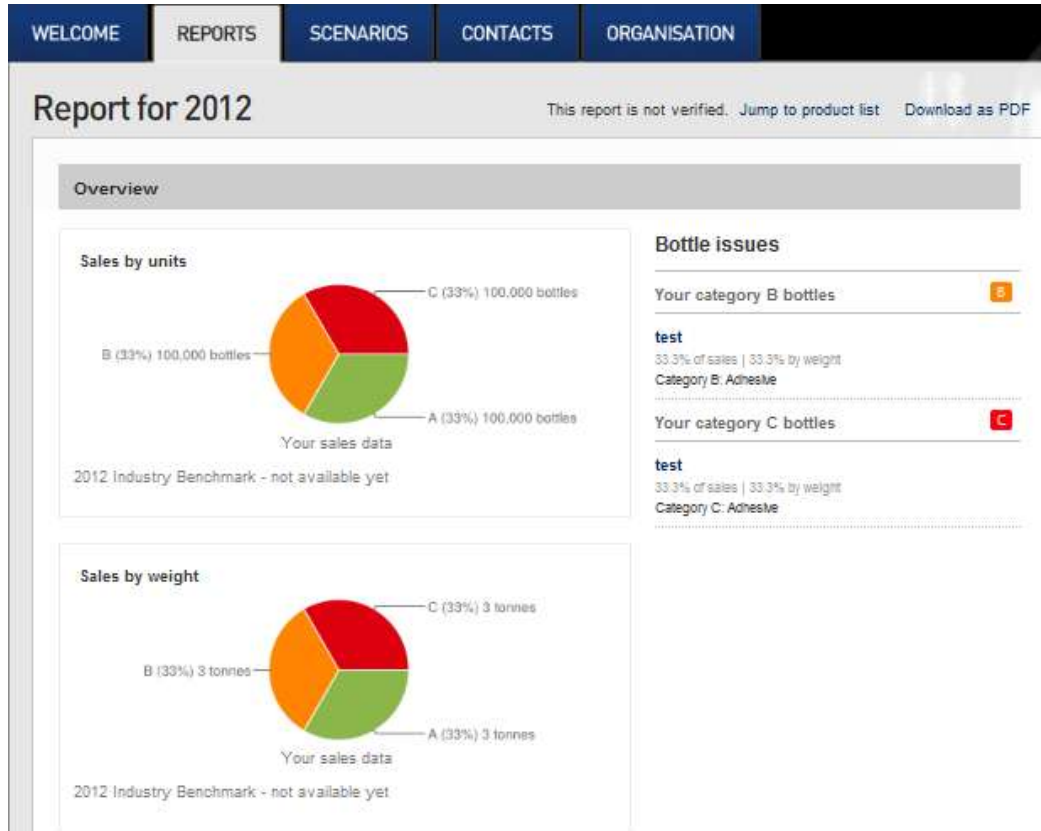 WELCOME REPORTS SCENARIOS CONTACTS ORGANISATION
Report for 2012
This report is not verified. Jump to product list Download as PDF
Overview
Sales by units
C (33%) 100,000 bottles
B (33%) 100,000 bottles
A (33%) 100,000 bottles
Your sales data
2012 Industry Benchmark - not available yet
Bottle issues
Your category B bottles B
test
33.3% of sales | 33.3% by weight
Category B: Adhesive
Your category C bottles C
test
33.3% of sales | 33.3% by weight
Category C: Adhesive
Sales by weight
C (33%) 3 tonnes
B (33%) 3 tonnes
A (33%) 3 tonnes
Your sales data
2012 Industry Benchmark - not available yet